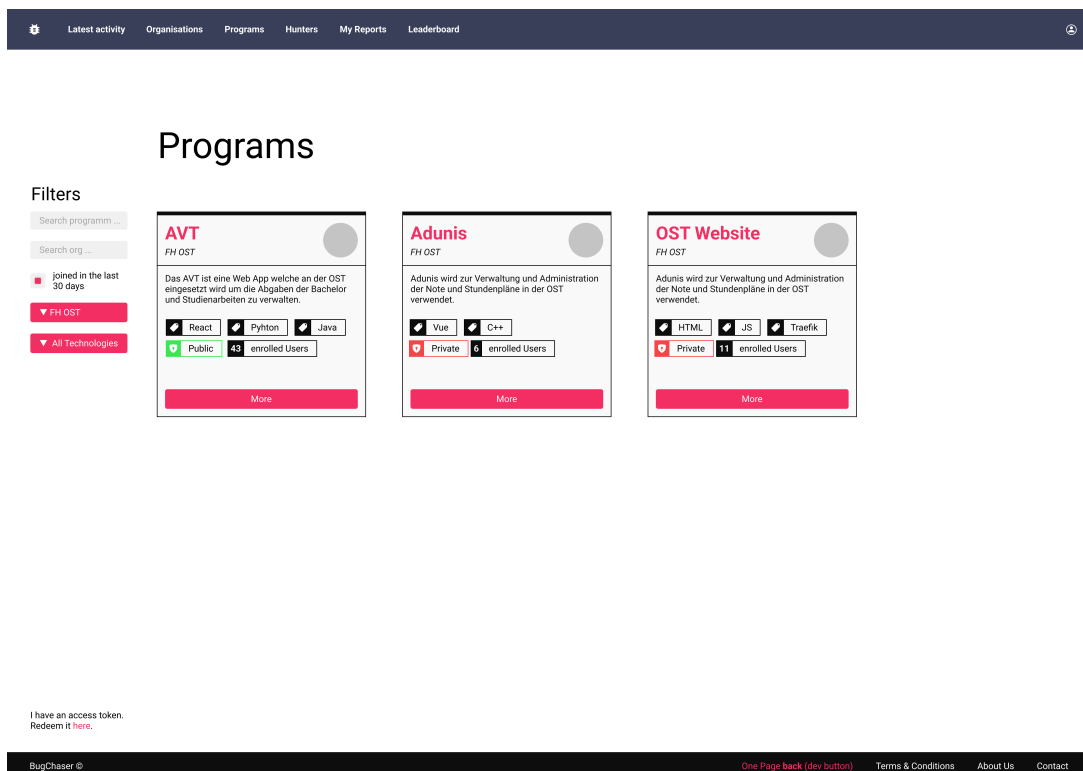 Latest activity Organisations Programs Hunters My Reports Leaderboard
Programs
Filters
Search programm ...
Search org ...
joined in the last
30 days
▼ FH OST
▼ All Technologies
AVT
FH OST
Das AVT ist eine Web App welche an der OST
eingesetzt wird um die Abgaben der Bachelor
und Studienarbeiten zu verwalten.
React Pyhton Java
Public 43 enrolled Users
More
Adunis
FH OST
Adunis wird zur Verwaltung und Administration
der Note und Stundenpläne in der OST
verwendet.
Vue C++
Private 6 enrolled Users
More
OST Website
FH OST
Adunis wird zur Verwaltung und Administration
der Note und Stundenpläne in der OST
verwendet.
HTML JS Traefik
Private 11 enrolled Users
More
I have an access token.
Redeem it here.
BugChaser © One Page back (dev button) Terms & Conditions About Us Contact